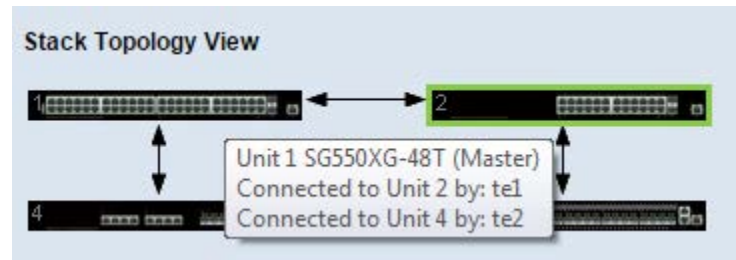 Stack Topology View
1
2
Unit 1 SG550XG-48T (Master)
Connected to Unit 2 by: te1
Connected to Unit 4 by: te2
4